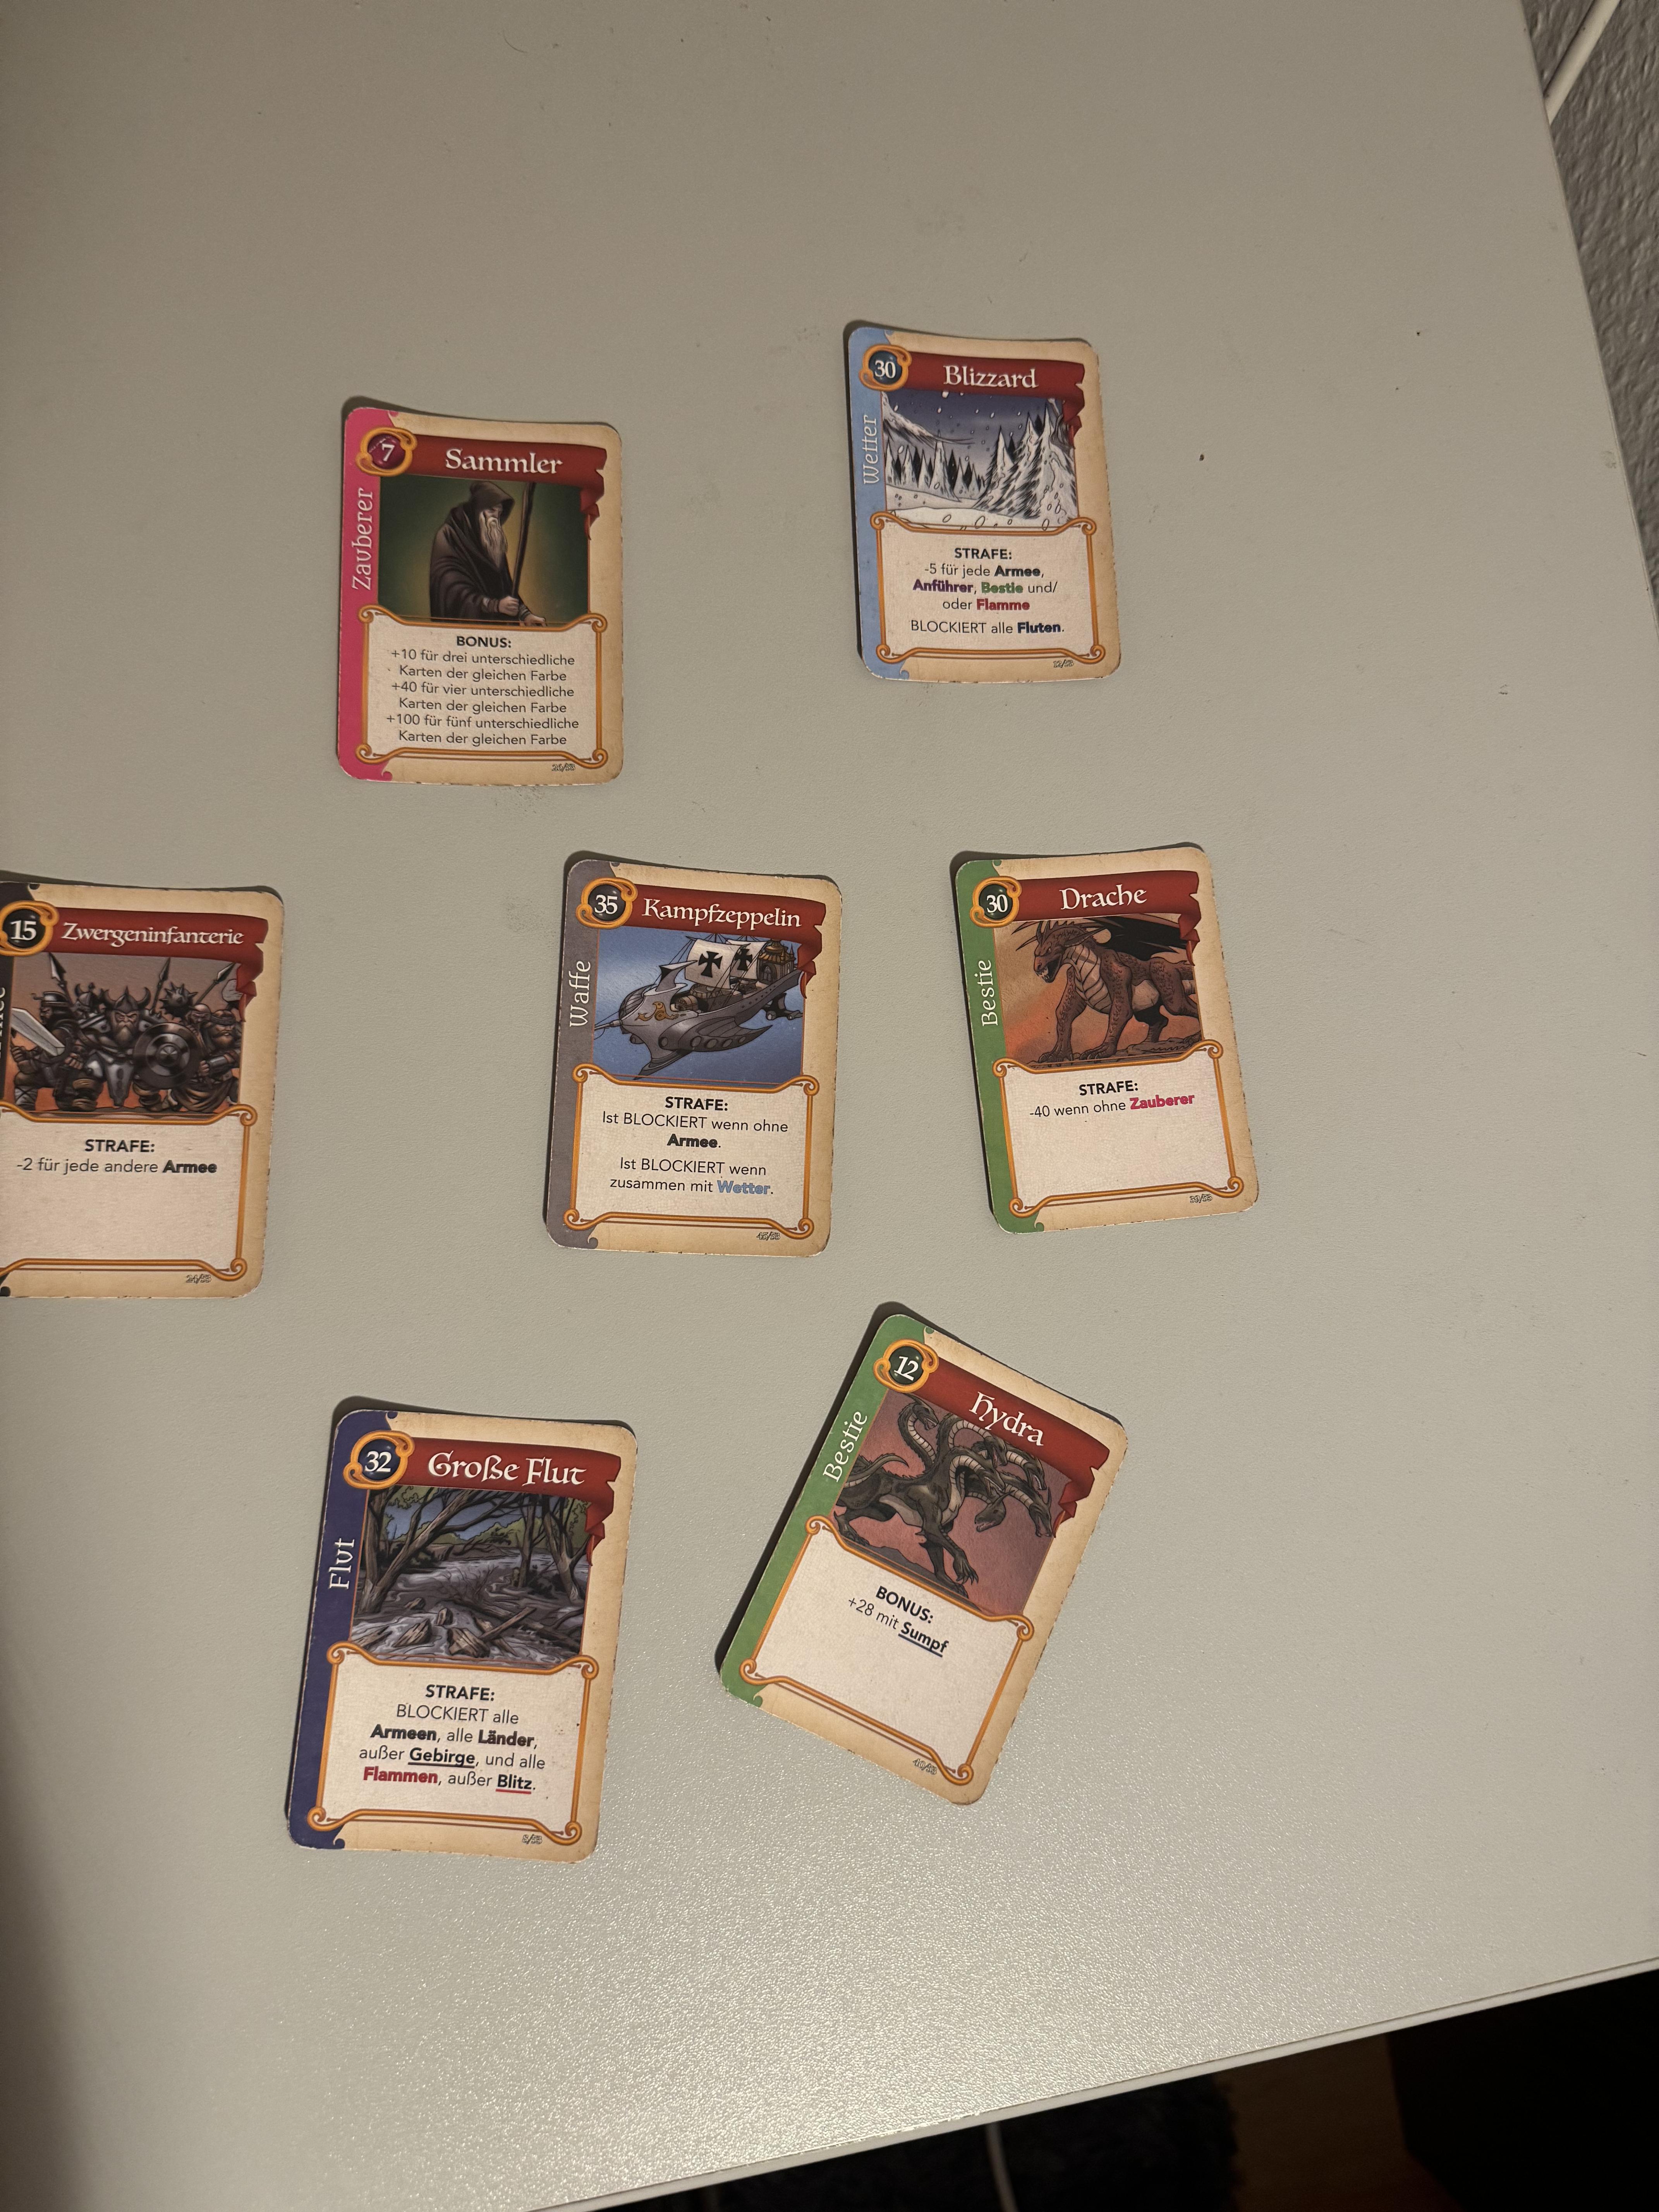 7
Sammler
Zauberer
BONUS:
+10 für drei unterschiedliche
Karten der gleichen Farbe
+40 für vier unterschiedliche
Karten der gleichen Farbe
+100 für fünf unterschiedliche
Karten der gleichen Farbe
30
Blizzard
Wetter
STRAFE:
-5 für jede Armee,
Anführer, Bestie und/
oder Flamme
BLOCKIERT alle Fluten.
15
Zwergeninfanterie
STRAFE:
-2 für jede andere Armee
35
Kampfzeppelin
Waffe
STRAFE:
Ist BLOCKIERT wenn ohne
Armee.
Ist BLOCKIERT wenn
zusammen mit Wetter.
30
Drache
Bestie
STRAFE:
-40 wenn ohne Zauberer
32
Große Flut
Flut
STRAFE:
BLOCKIERT alle
Armeen, alle Länder,
außer Gebirge, und alle
Flammen, außer Blitz.
12
Hydra
Bestie
BONUS:
+28 mit Sumpf